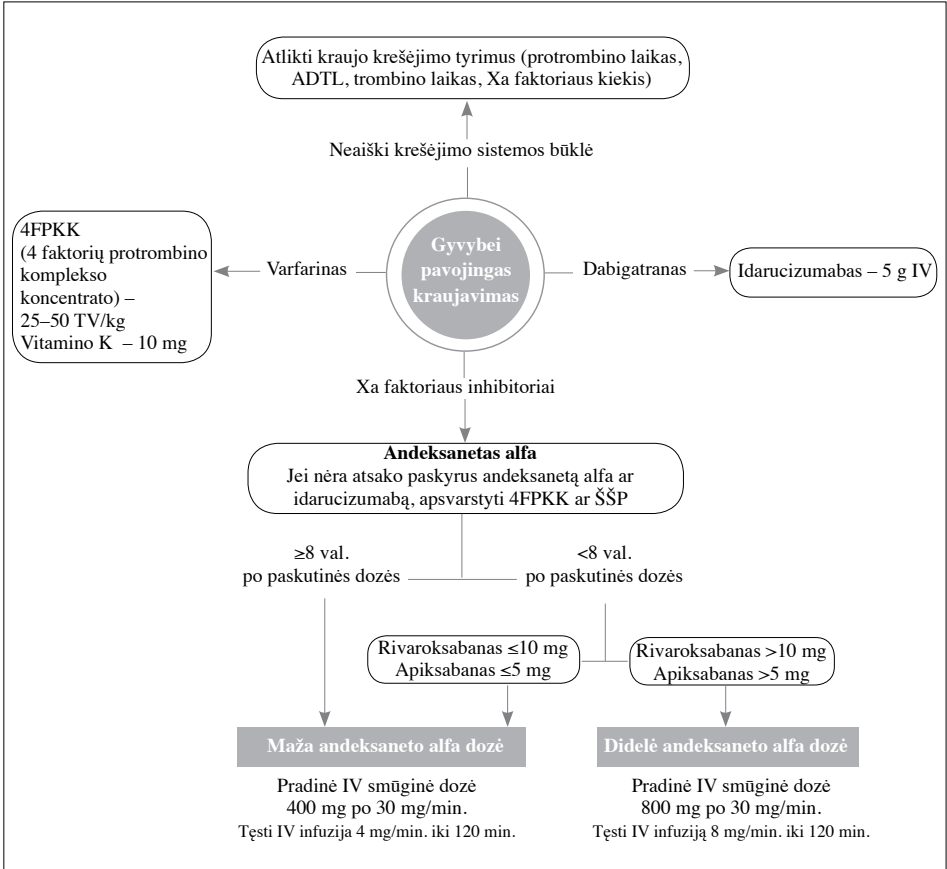 Atlikti kraujo krešėjimo tyrimus (protrombino laikas,
ADTL, trombino laikas, Xa faktoriaus kiekis)
Neaiški krešėjimo sistemos būklė
4FPKK
(4 faktorių protrombino
komplekso
koncentrato) –
25–50 TV/kg
Vitamino K – 10 mg
Varfarinas
Gyvybei
pavojingas
kraujavimas
Dabigatranas
Idarucizumabas – 5 g IV
Xa faktoriaus inhibitoriai
Andeksanetas alfa
Jei nėra atsako paskyrus andeksanetą alfa ar
idarucizumabą, apsvarstyti 4FPKK ar ŠŠP
≥8 val.
po paskutinės dozės
<8 val.
po paskutinės dozės
Rivaroksabanas ≤10 mg
Apiksabanas ≤5 mg
Rivaroksabanas >10 mg
Apiksabanas >5 mg
Maža andeksaneto alfa dozė
Pradinė IV smūginė dozė
400 mg po 30 mg/min.
Tęsti IV infuzija 4 mg/min. iki 120 min.
Didelė andeksaneto alfa dozė
Pradinė IV smūginė dozė
800 mg po 30 mg/min.
Tęsti IV infuziją 8 mg/min. iki 120 min.